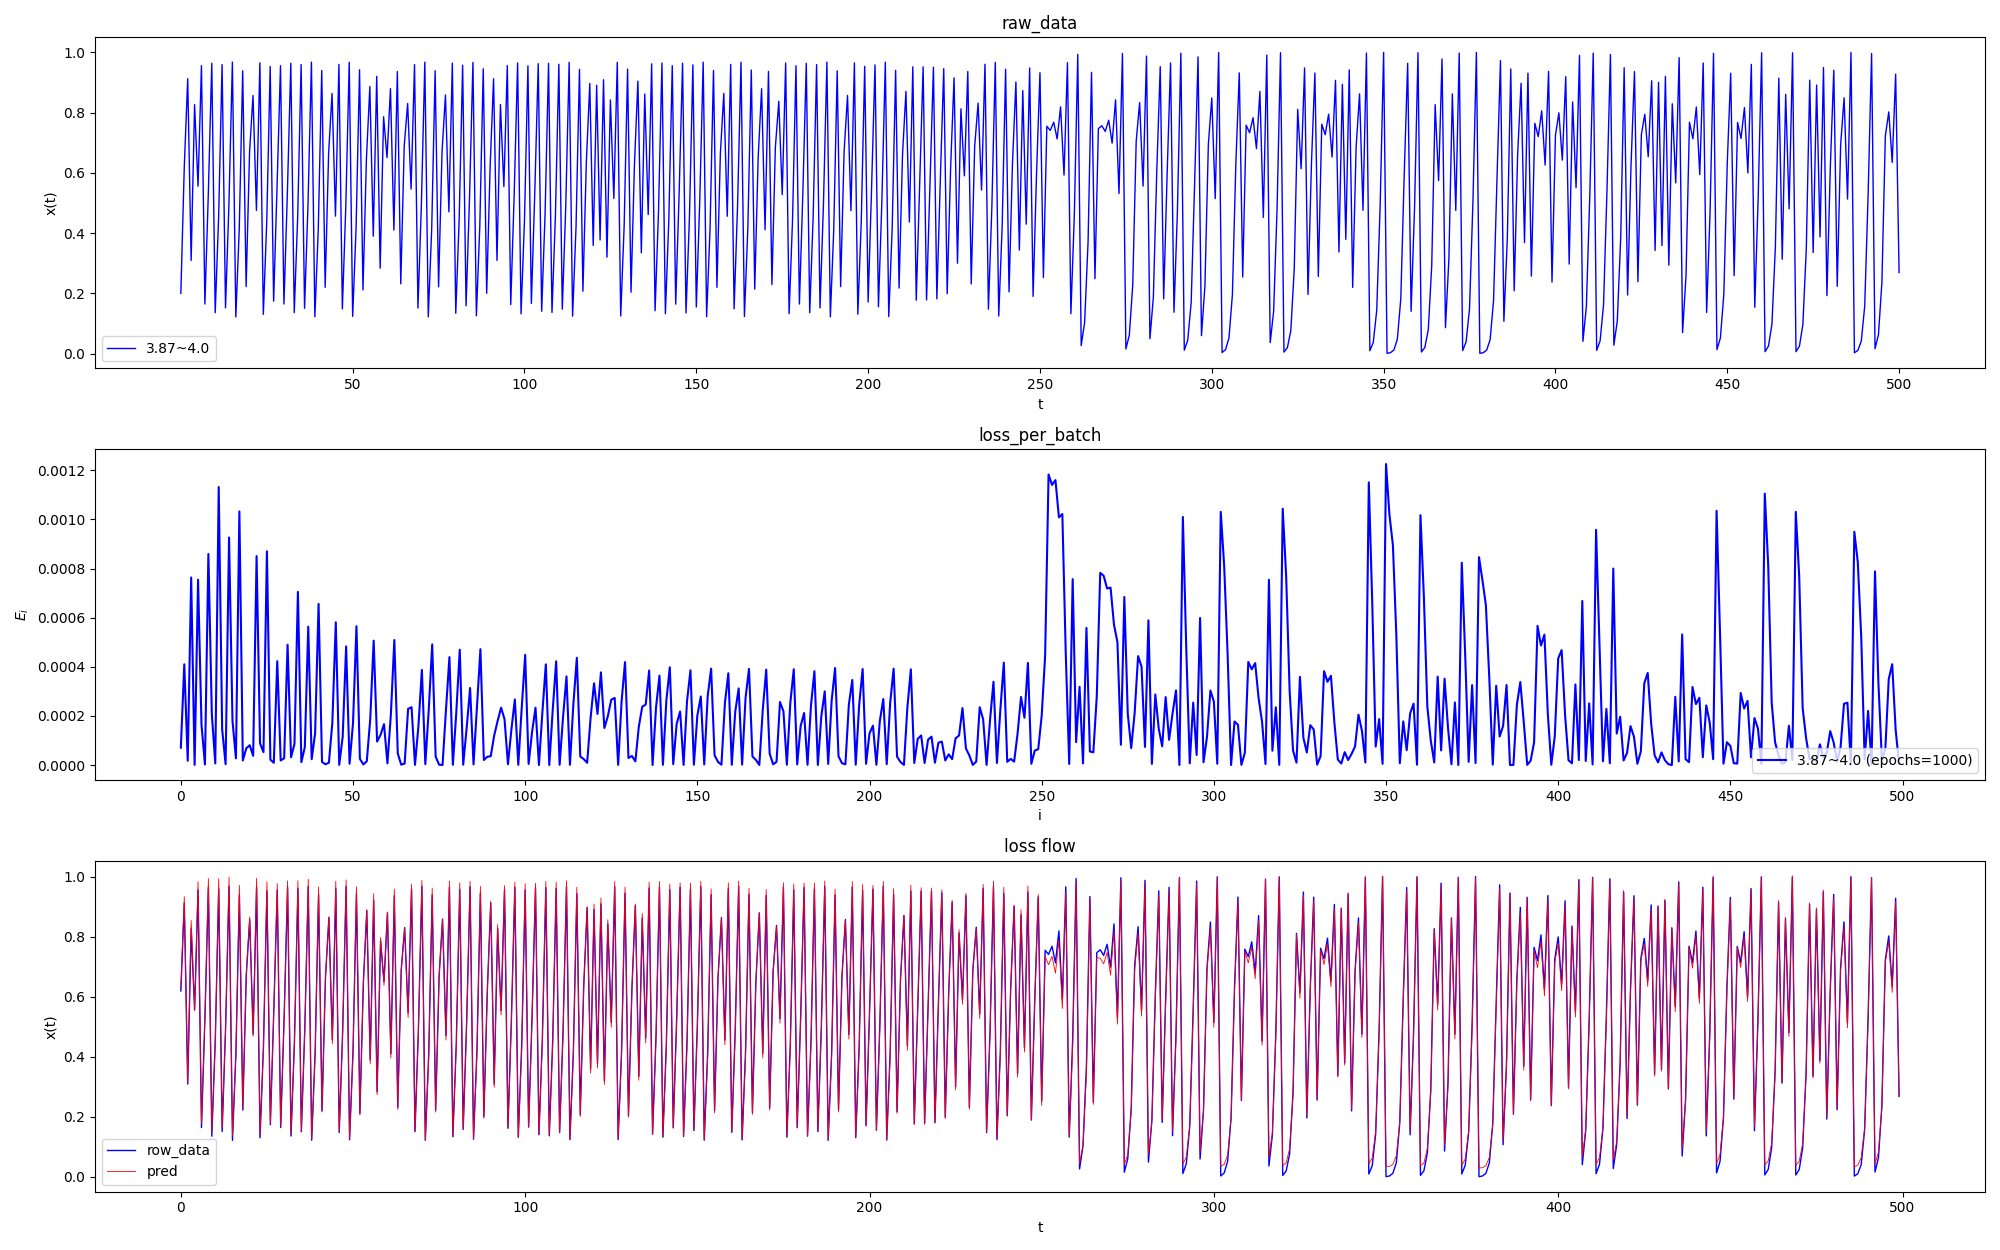 raw_data
1.0
0.8
0.6
0.4
0.2
0.0
x(t)
3.87~4.0
50 100 150 200 250 300 350 400 450 500
t
loss_per_batch
0.0012
0.0010
0.0008
0.0006
0.0004
0.0002
0.0000
E_i
3.87~4.0 (epochs=1000)
0 50 100 150 200 250 300 350 400 450 500
i
loss flow
1.0
0.8
0.6
0.4
0.2
0.0
x(t)
row_data
pred
0 100 200 300 400 500
t